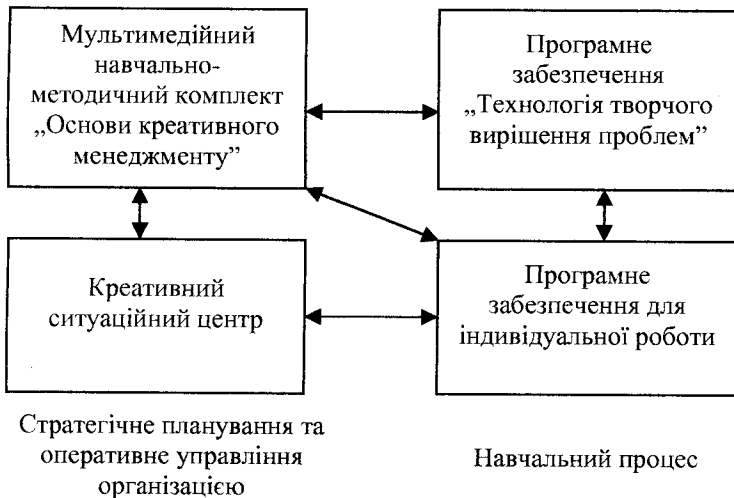 Мультимедійний
навчально-
методичний комплект
„Основи креативного
менеджменту”
Програмне
забезпечення
„Технологія творчого
вирішення проблем”
Креативний
ситуаційний центр
Програмне
забезпечення для
індивідуальної роботи
Стратегічне планування та
оперативне управління
організацією
Навчальний процес